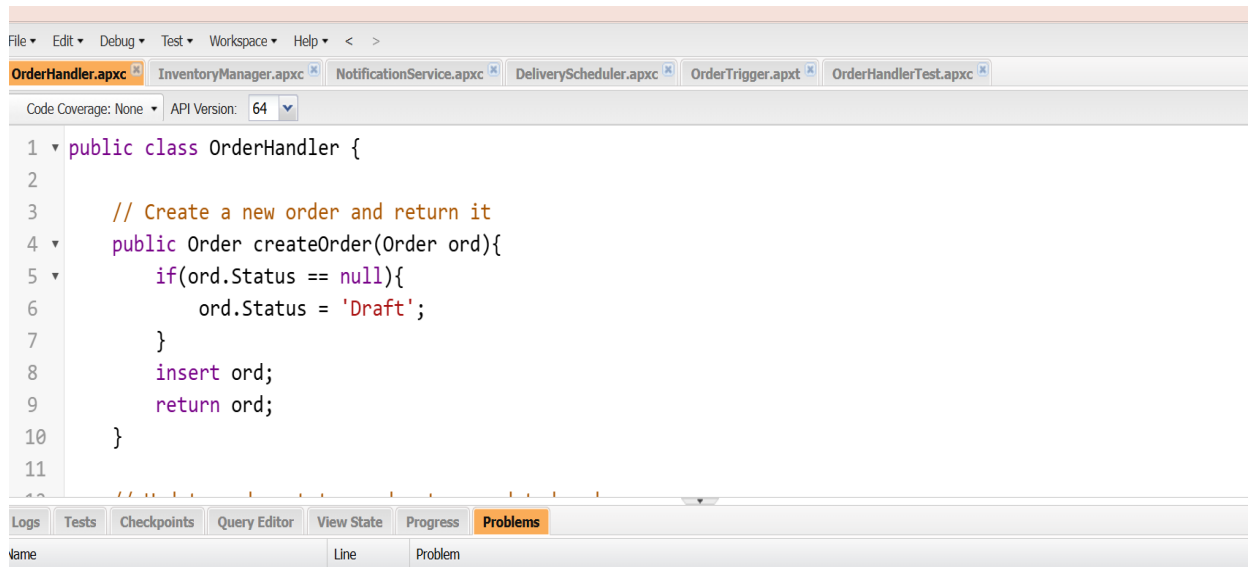 File Edit Debug Test Workspace Help < >
OrderHandler.apxc InventoryManager.apxc NotificationService.apxc DeliveryScheduler.apxc OrderTrigger.apxt OrderHandlerTest.apxc
Code Coverage: None API Version: 64
1 public class OrderHandler {
2
3 // Create a new order and return it
4 public Order createOrder(Order ord){
5 if(ord.Status == null){
6 ord.Status = 'Draft';
7 }
8 insert ord;
9 return ord;
10 }
11
Logs Tests Checkpoints Query Editor View State Progress Problems
Name Line Problem